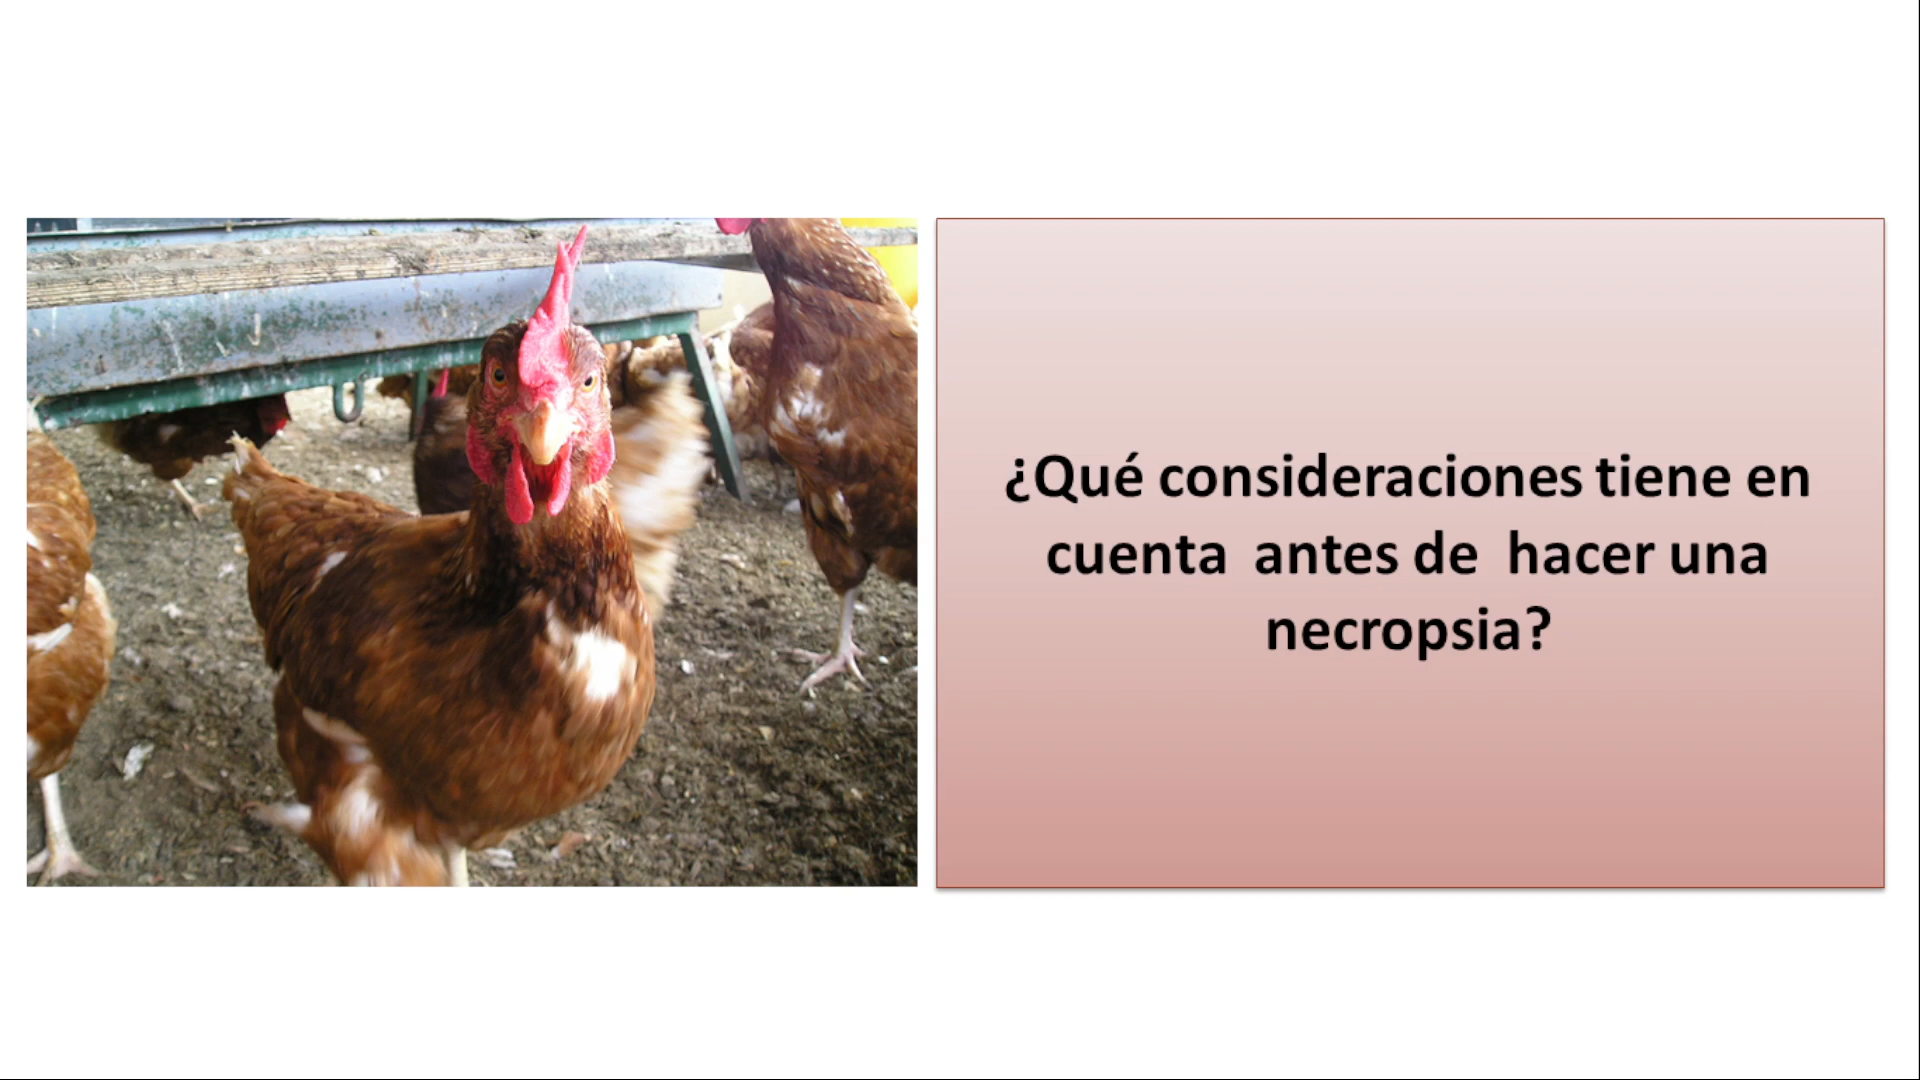 ¿Qué consideraciones tiene en
cuenta antes de hacer una
necropsia?